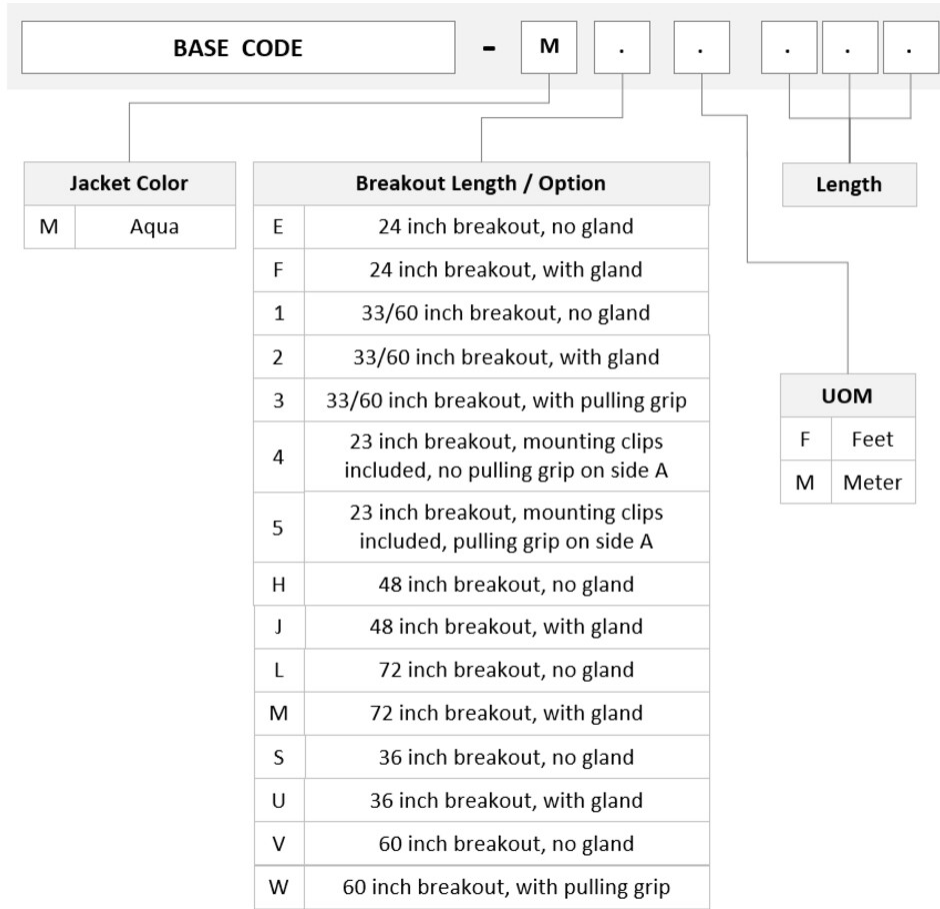 BASE CODE - M . . . . .
Jacket Color
M Aqua
Breakout Length / Option
E 24 inch breakout, no gland
F 24 inch breakout, with gland
1 33/60 inch breakout, no gland
2 33/60 inch breakout, with gland
3 33/60 inch breakout, with pulling grip
4 23 inch breakout, mounting clips
included, no pulling grip on side A
5 23 inch breakout, mounting clips
included, pulling grip on side A
H 48 inch breakout, no gland
J 48 inch breakout, with gland
L 72 inch breakout, no gland
M 72 inch breakout, with gland
S 36 inch breakout, no gland
U 36 inch breakout, with gland
V 60 inch breakout, no gland
W 60 inch breakout, with pulling grip
Length
UOM
F Feet
M Meter